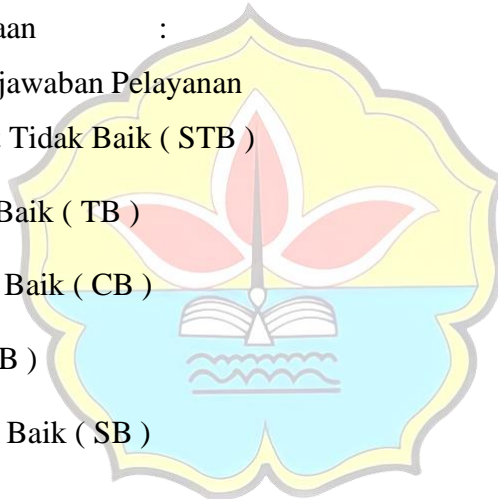 aan :
jawaban Pelayanan
Tidak Baik ( STB )
Baik ( TB )
Baik ( CB )
B )
Baik ( SB )